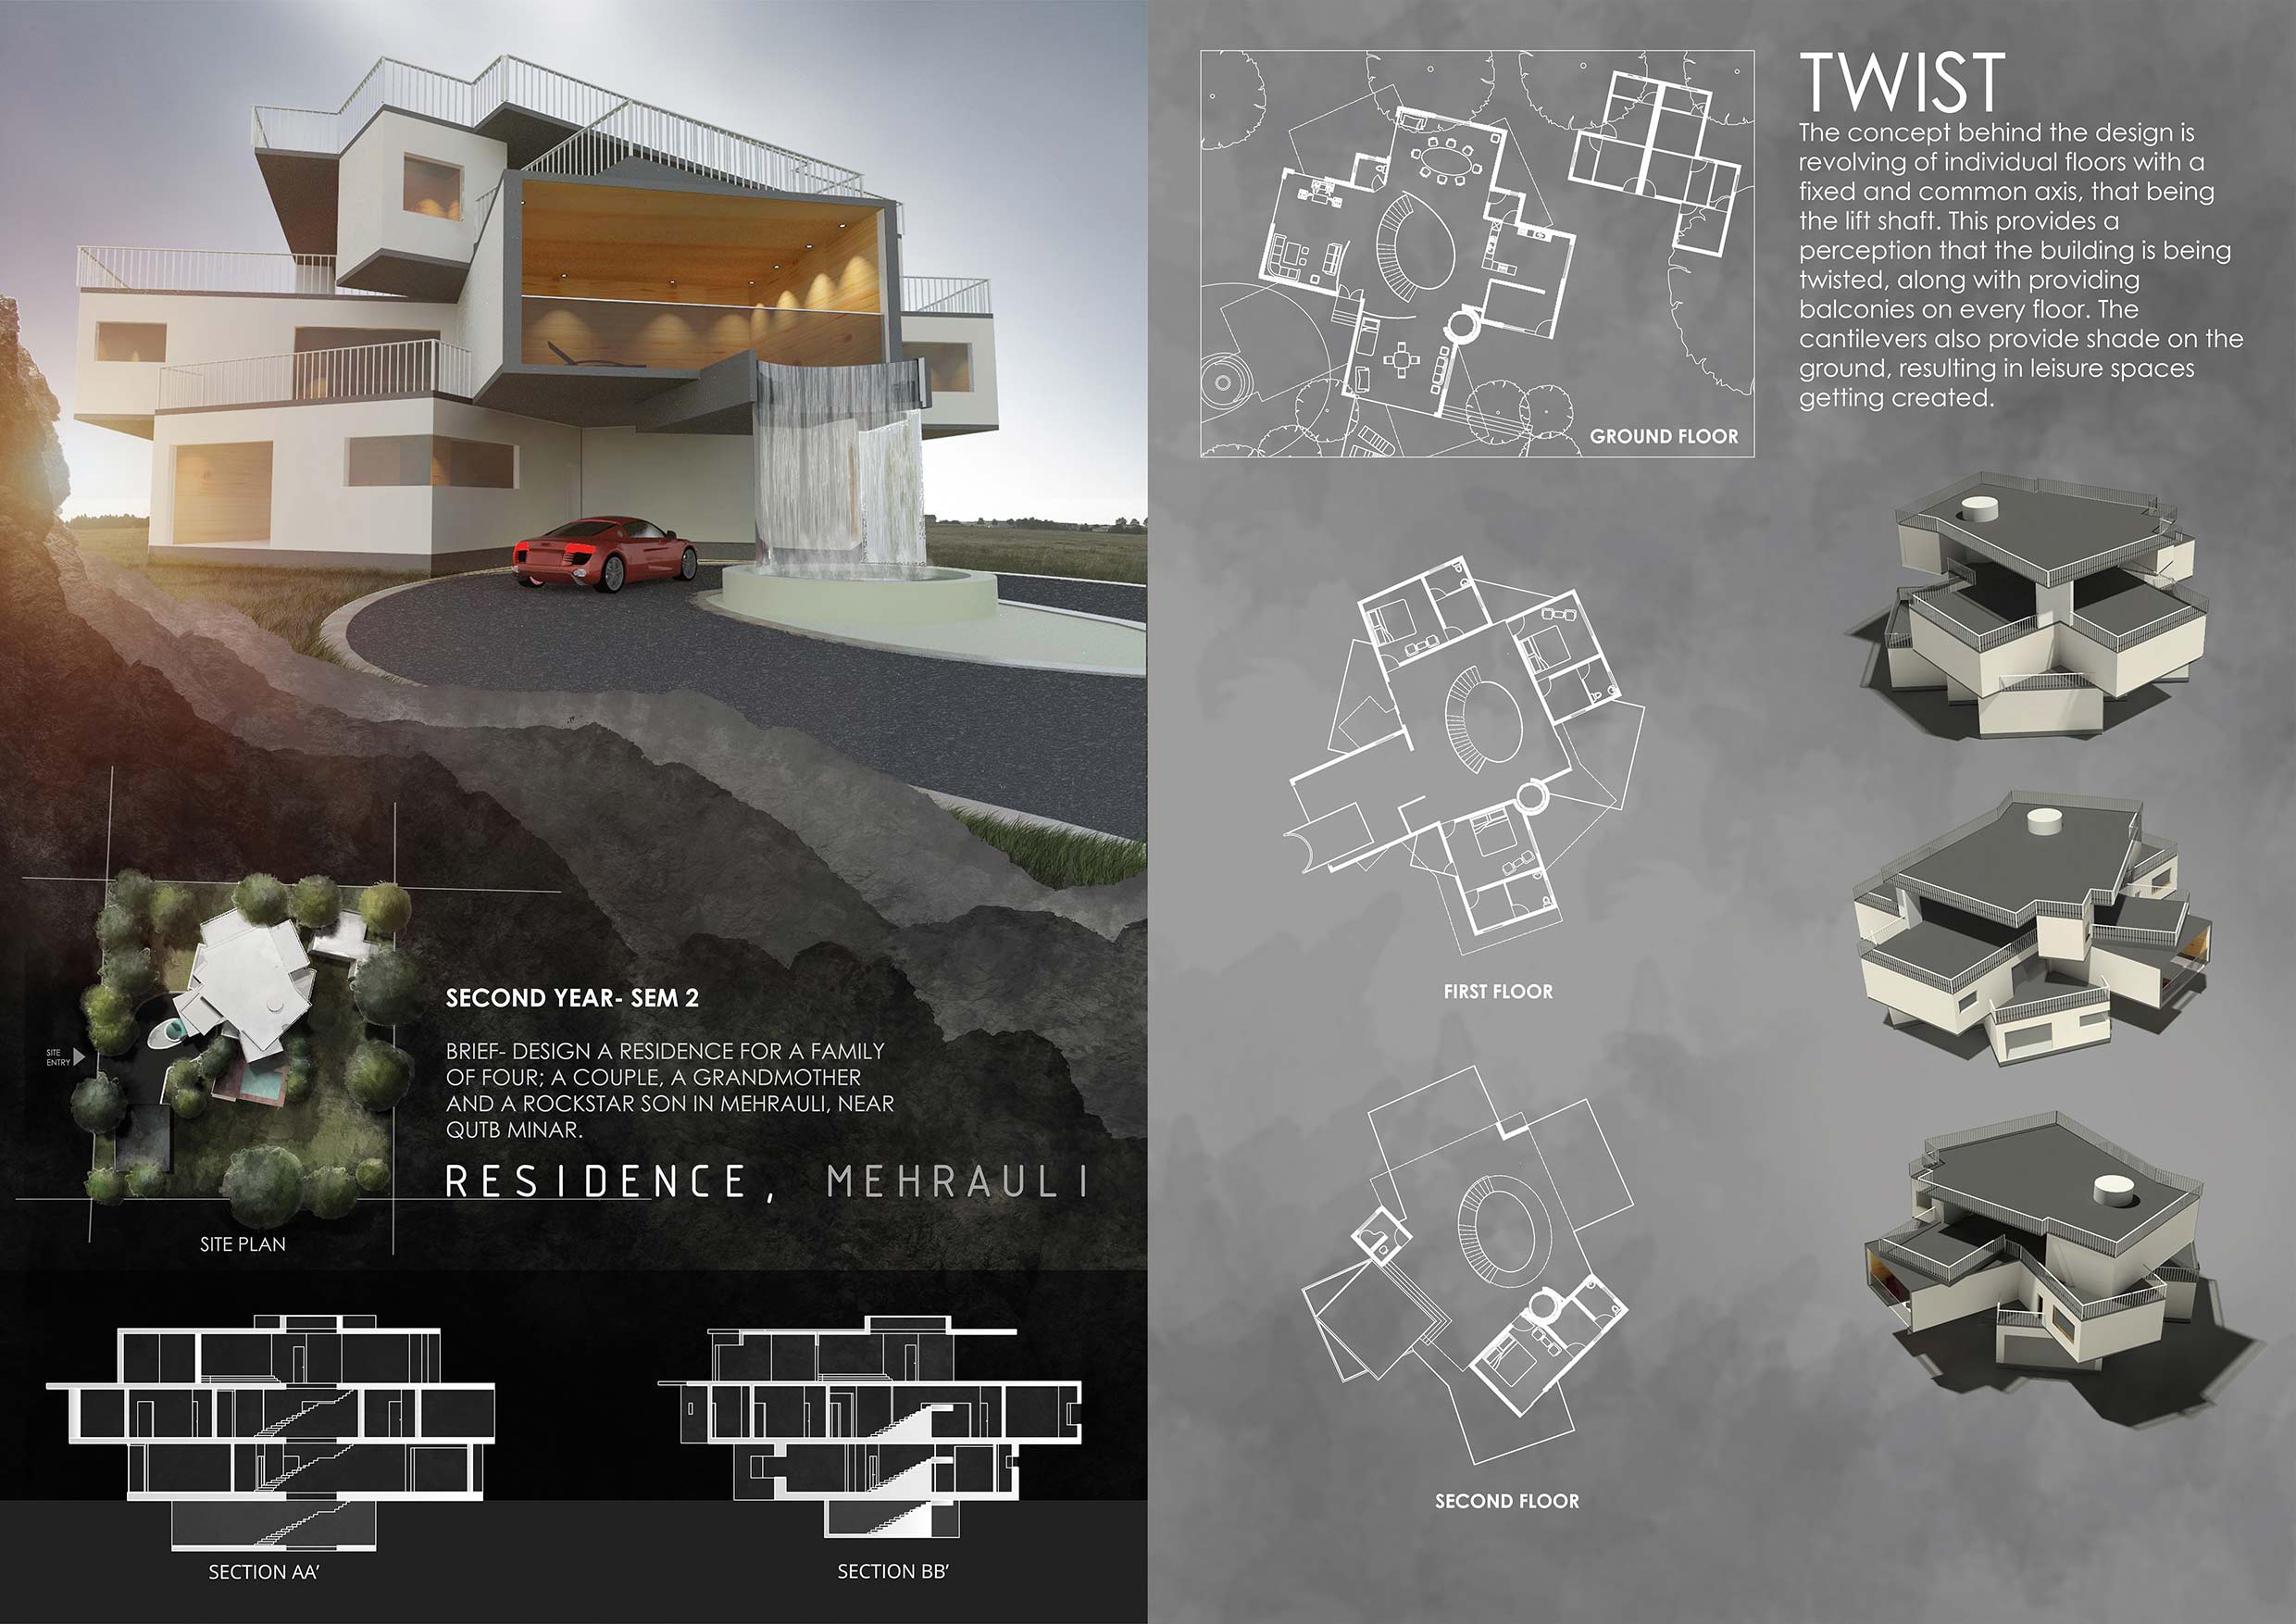 SITE
ENTRY
SITE PLAN
SECOND YEAR- SEM 2
BRIEF- DESIGN A RESIDENCE FOR A FAMILY
OF FOUR; A COUPLE, A GRANDMOTHER
AND A ROCKSTAR SON IN MEHRAULI, NEAR
QUTB MINAR.
RESIDENCE, MEHRAULI
SECTION AA'
SECTION BB'
TWIST
The concept behind the design is
revolving of individual floors with a
fixed and common axis, that being
the lift shaft. This provides a
perception that the building is being
twisted, along with providing
balconies on every floor. The
cantilevers also provide shade on the
ground, resulting in leisure spaces
getting created.
GROUND FLOOR
FIRST FLOOR
SECOND FLOOR